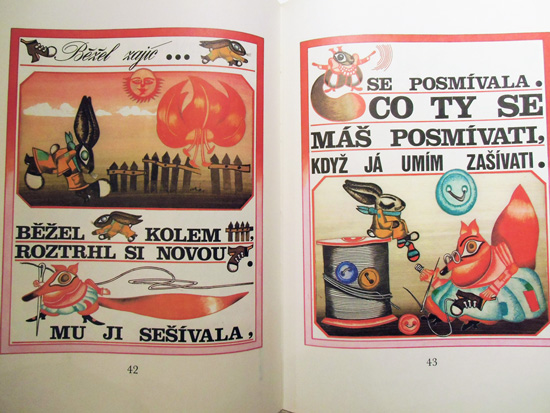 Běžel zajíc ...
BĚŽEL KOLEM :
ROZTRHL SI NOVOU .
MU JI SEŠÍVALA,
42
SE POSMÍVALA.
CO TY SE
MÁŠ POSMÍVATI,
KDYŽ JÁ UMÍM ZAŠÍVATI.
43